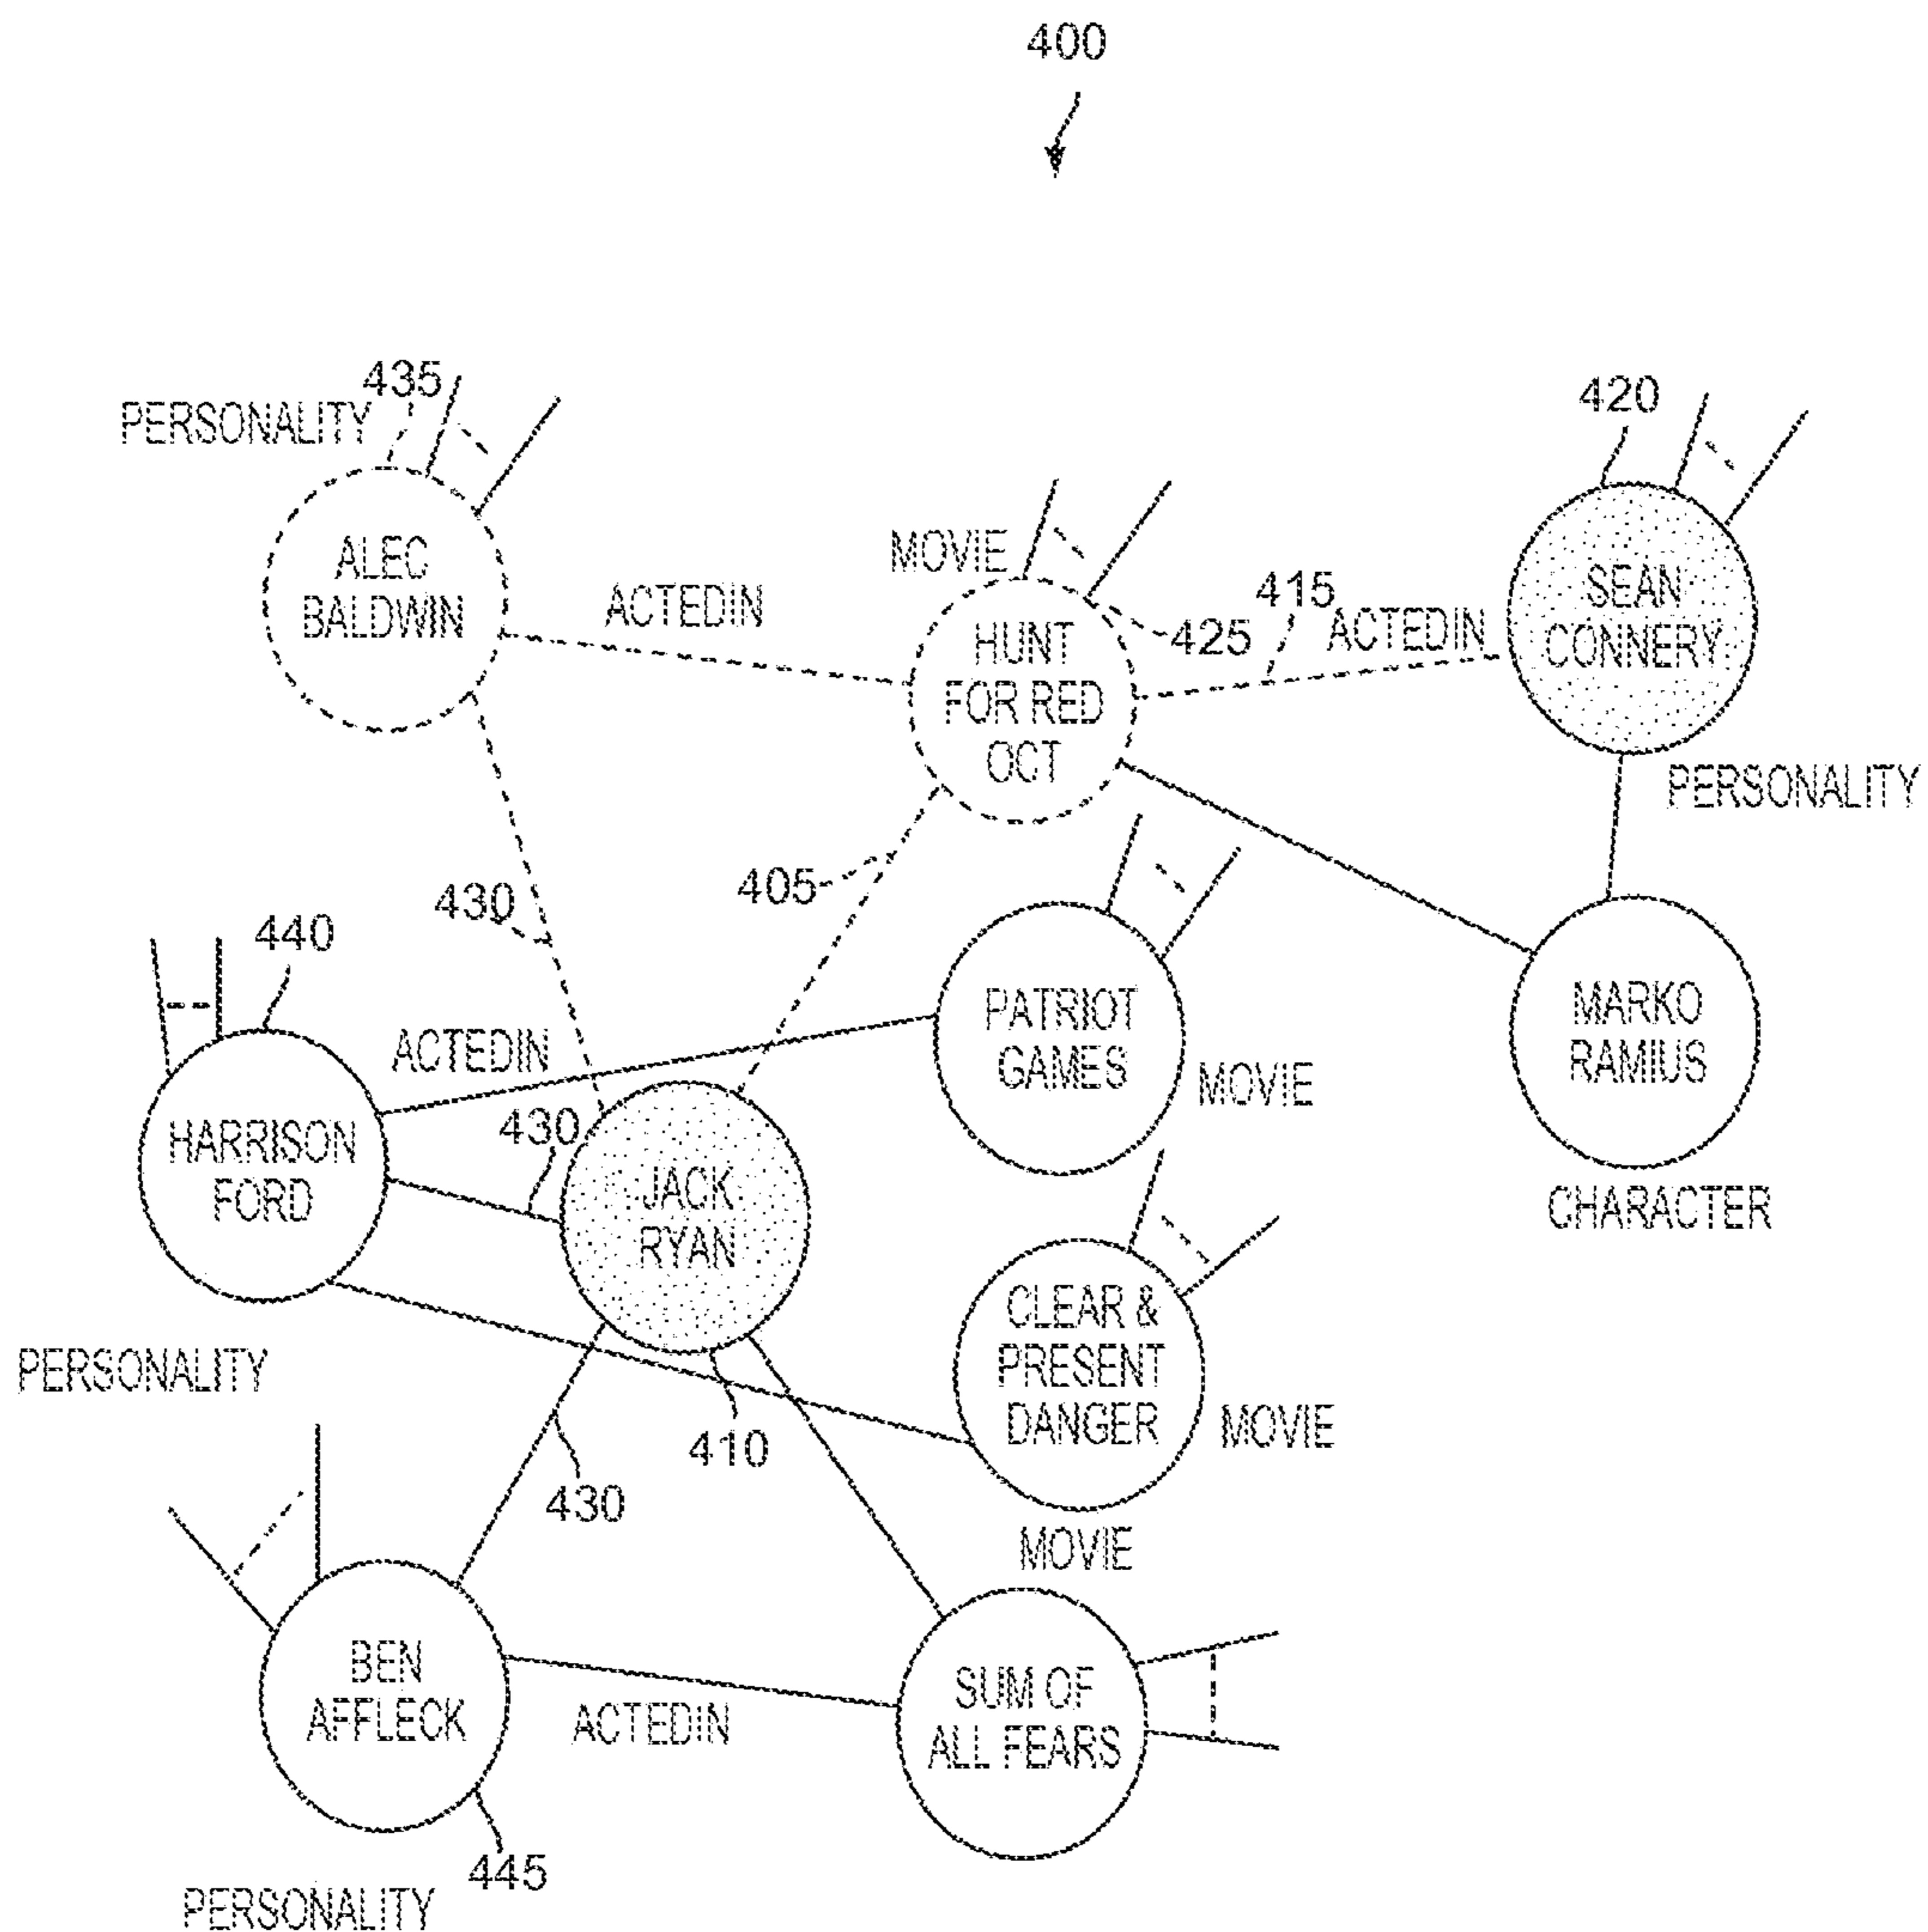 400
435
PERSONALITY
420
ALEC
BALDWIN
ACTEDIN
MOVIE
HUNT
FOR RED
OCT
425
415
ACTEDIN
SEAN
CONNERY
PERSONALITY
430
405
440
ACTEDIN
PATRIOT
GAMES
MOVIE
MARKO
RAMIUS
CHARACTER
HARRISON
FORD
430
JACK
RYAN
PERSONALITY
410
CLEAR &
PRESENT
DANGER
MOVIE
430
MOVIE
BEN
AFFLECK
ACTEDIN
SUM OF
ALL FEARS
445
PERSONALITY